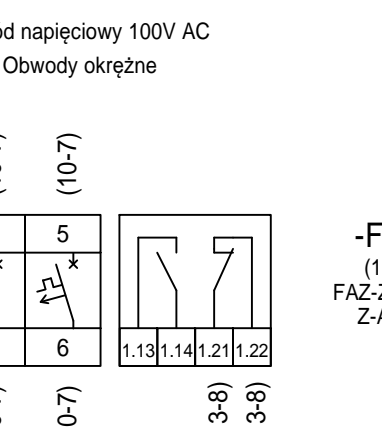 d napięciowy 100V AC
Obwody okrężne
(10-7)
5
6
1.13 1.14 1.21 1.22
0-7)
3-8)
3-8)
-F
(1
FAZ-Z
Z-A